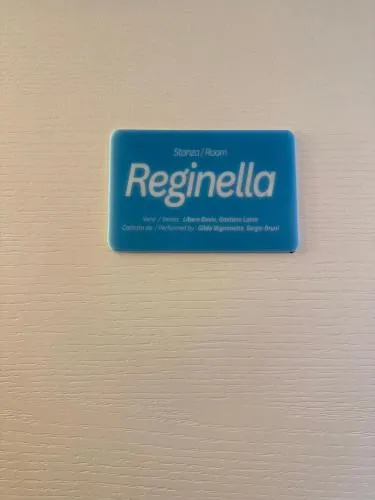 Stanza / Room
Reginella
Versi / Verses : Libero Bovio, Gaetano Lama
Cantata da / Performed by : Gilda Mignonette, Sergio Bruni